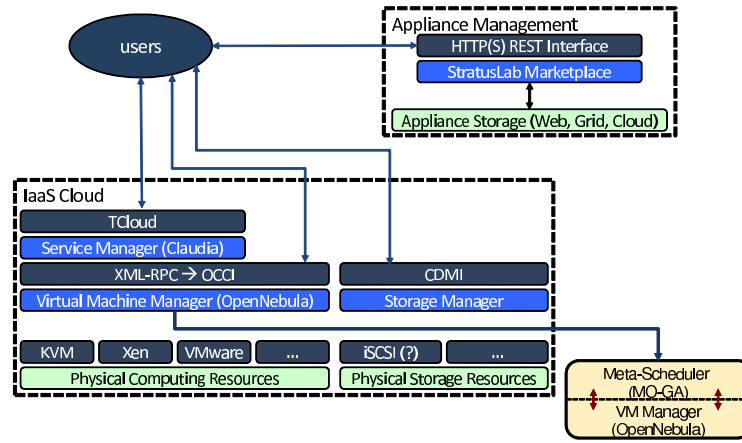 users
Appliance Management
HTTP(S) REST Interface
StratusLab Marketplace
Appliance Storage (Web, Grid, Cloud)
IaaS Cloud
TCloud
Service Manager (Claudia)
XML-RPC → OCCI
CDMI
Virtual Machine Manager (OpenNebula)
Storage Manager
KVM
Xen
VMware
...
iSCSI (?)
...
Physical Computing Resources
Physical Storage Resources
Meta-Scheduler
(MO-GA)
VM Manager
(OpenNebula)